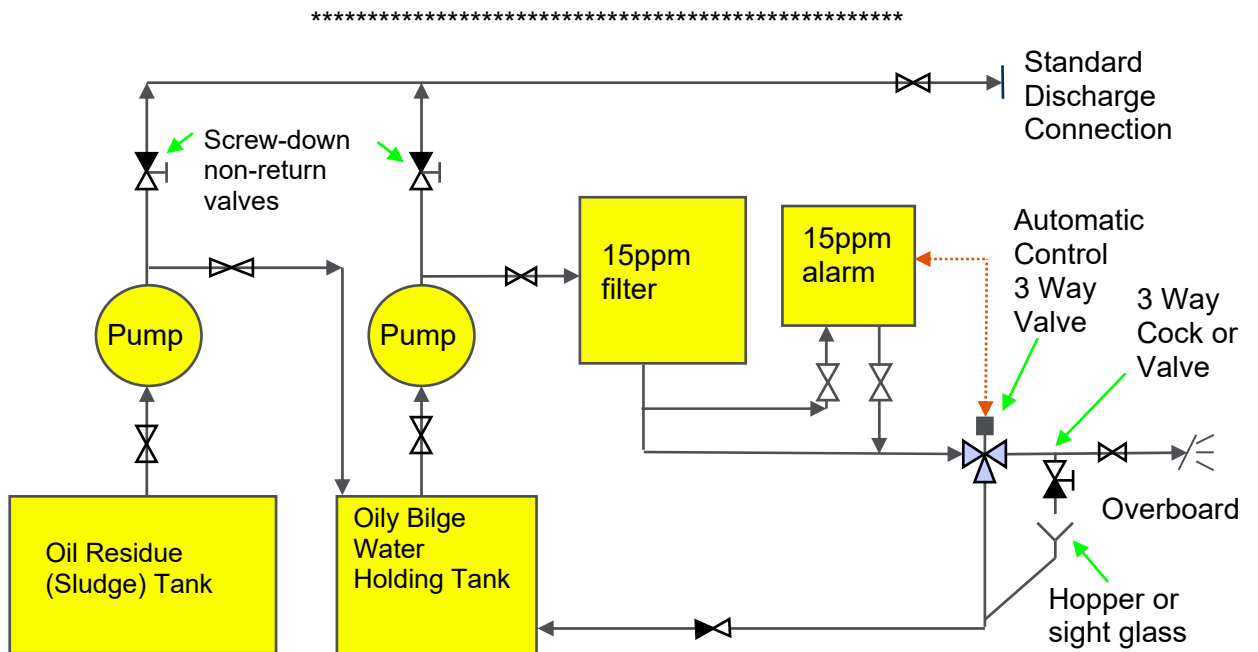 ****************************************************
Standard
Discharge
Connection
Screw-down
non-return
valves
15ppm
filter
15ppm
alarm
Automatic
Control
3 Way
Valve
3 Way
Cock or
Valve
Pump
Pump
Oil Residue
(Sludge) Tank
Oily Bilge
Water
Holding Tank
Overboard
Hopper or
sight glass